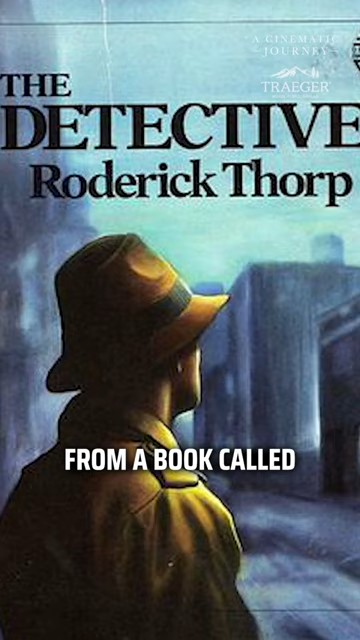 A CINEMATIC
JOURNEY
TRAEGER
THE
DETECTIVE
Roderick Thorp
FROM A BOOK CALLED